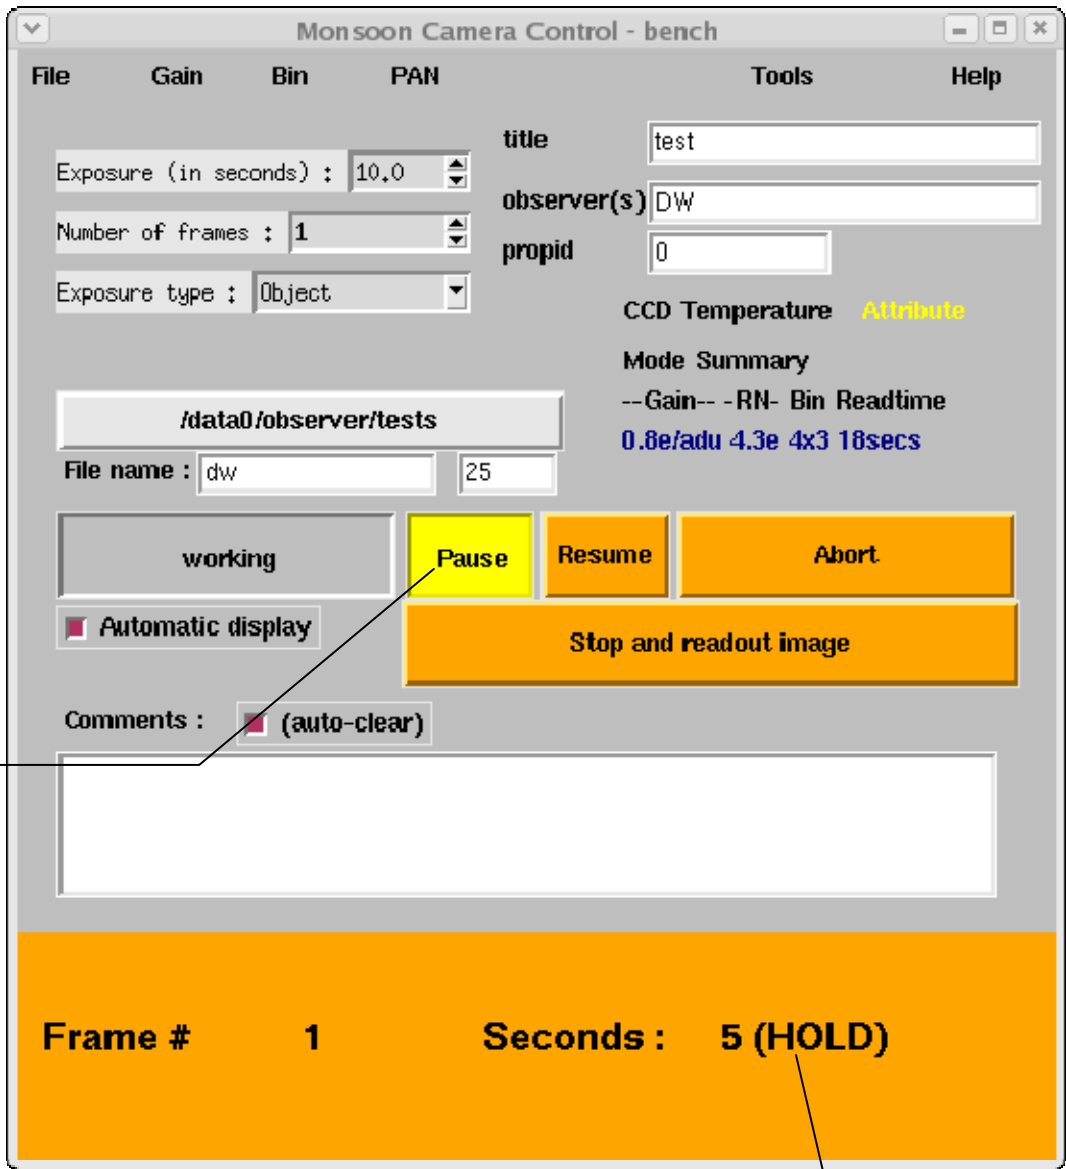 Monsoon Camera Control - bench
File Gain Bin PAN Tools Help
title test
Exposure (in seconds) : 10.0
observer(s) DW
Number of frames : 1
propid 0
Exposure type : Object
CCD Temperature Attribute
Mode Summary
--Gain-- -RN- Bin Readtime
/data0/observer/tests
0.8e/adu 4.3e 4x3 18secs
File name : dw 25
working Pause Resume Abort
Automatic display
Stop and readout image
Comments : (auto-clear)
Frame # 1 Seconds : 5 (HOLD)